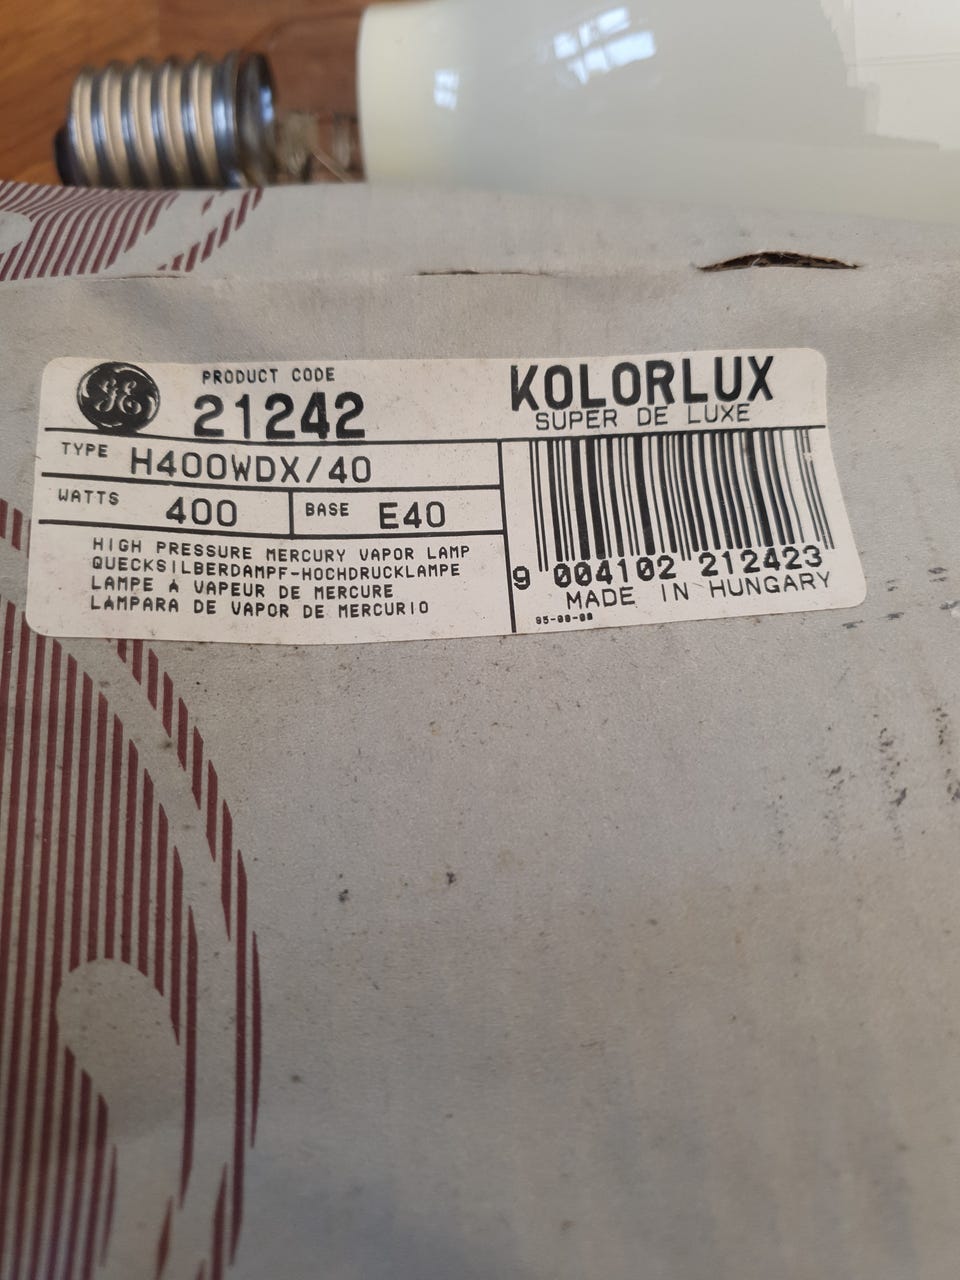 GE
PRODUCT CODE
21242
KOLORLUX
SUPER DE LUXE
TYPE H400WDX/40
WATTS 400 BASE E40
HIGH PRESSURE MERCURY VAPOR LAMP
QUECKSILBERDAMPF-HOCHDRUCKLAMPE
LAMPE A VAPEUR DE MERCURE
LAMPARA DE VAPOR DE MERCURIO
9 004102 212423
MADE IN HUNGARY